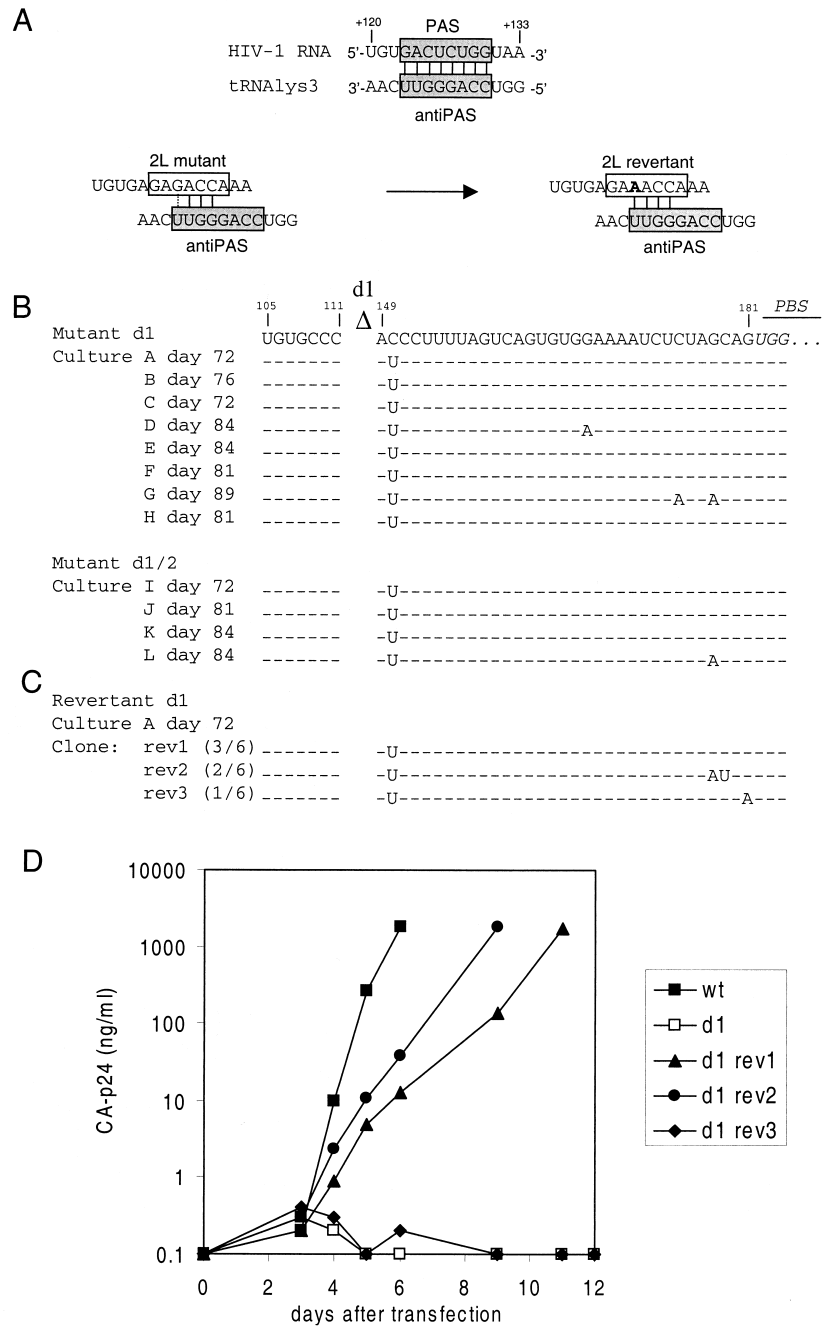 A
+120 PAS +133
HIV-1 RNA 5'-UGUGACUCUGGUAA -3'
tRNAlys3 3'-AACUUGGGACCUGG -5'
antiPAS
2L mutant
UGUGAGAGACCAAA
AACUUGGGACCUGG
antiPAS
2L revertant
UGUGAGAAACCAAA
AACUUGGGACCUGG
antiPAS
B
d1
105 111 Δ 149 181 PBS
Mutant d1 UGUGCCC ACCCUUUUAGUCAGUGUGGAAAAUCUCUAGCAGUGG...
Culture A day 72 ------- -U----------------------------------
B day 76 ------- -U----------------------------------
C day 72 ------- -U----------------------------------
D day 84 ------- -U----------------A-----------------
E day 84 ------- -U----------------------------------
F day 81 ------- -U----------------------------------
G day 89 ------- -U------------------------A--A------
H day 81 ------- -U----------------------------------
Mutant d1/2
Culture I day 72 ------- -U----------------------------------
J day 81 ------- -U----------------------------------
K day 84 ------- -U----------------------------------
L day 84 ------- -U---------------------------A------
C
Revertant d1
Culture A day 72
Clone: rev1 (3/6) ------- -U----------------------------------
rev2 (2/6) ------- -U---------------------------AU-----
rev3 (1/6) ------- -U------------------------------A---
D
CA-p24 (ng/ml)
10000
1000
100
10
1
0.1
0 2 4 6 8 10 12
days after transfection
wt
d1
d1 rev1
d1 rev2
d1 rev3